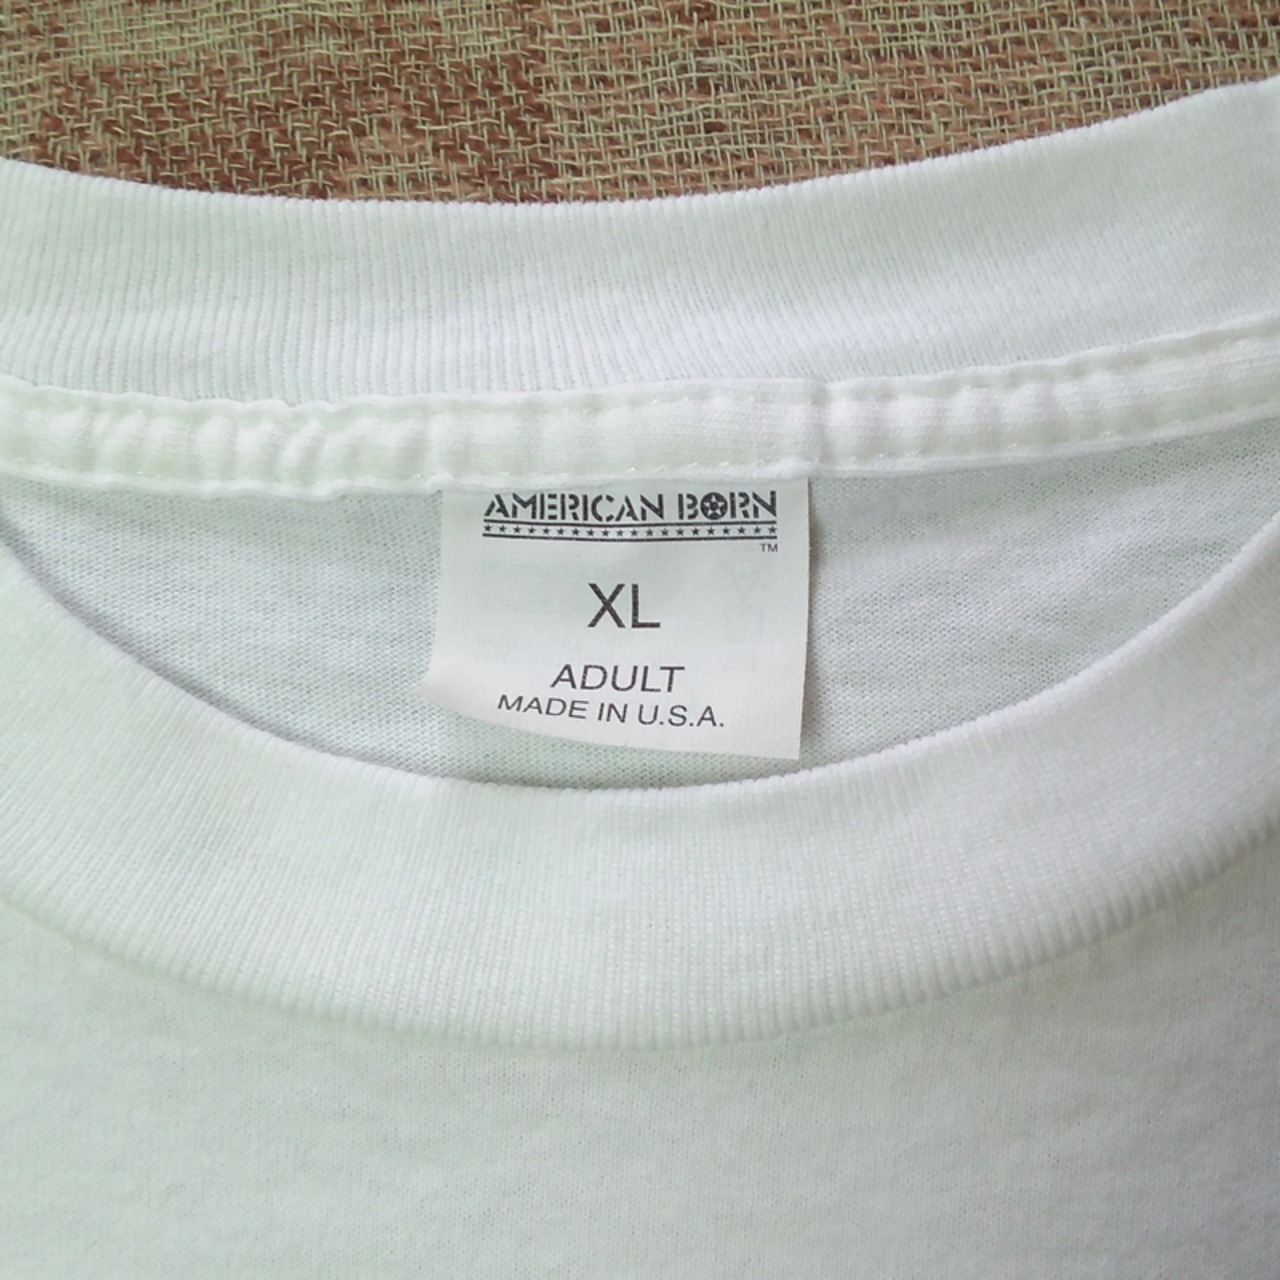 AMERICAN BORN
TM
XL
ADULT
MADE IN U.S.A.